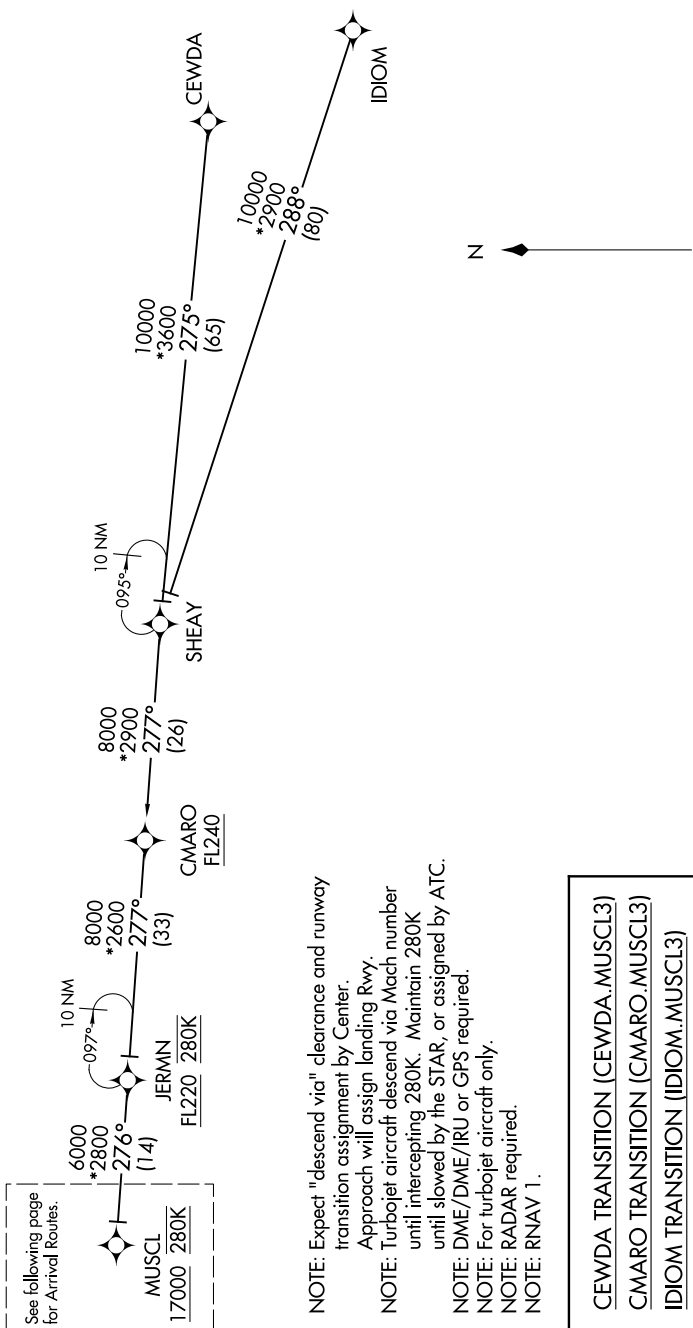 See following page
for Arrival Routes.
MUSCL
17000 280K
6000
*2800
276°
(14)
10 NM
097°
JERMN
FL220 280K
8000
*2600
277°
(33)
CMARO
FL240
8000
*2900
277°
(26)
10 NM
095°
SHEAY
10000
*3600
275°
(65)
CEWDA
10000
*2900
288°
(80)
IDIOM
N
NOTE: Expect "descend via" clearance and runway
transition assignment by Center.
Approach will assign landing Rwy.
NOTE: Turbojet aircraft descend via Mach number
until intercepting 280K. Maintain 280K
until slowed by the STAR, or assigned by ATC.
NOTE: DME/DME/IRU or GPS required.
NOTE: For turbojet aircraft only.
NOTE: RADAR required.
NOTE: RNAV 1.
CEWDA TRANSITION (CEWDA.MUSCL3)
CMARO TRANSITION (CMARO.MUSCL3)
IDIOM TRANSITION (IDIOM.MUSCL3)